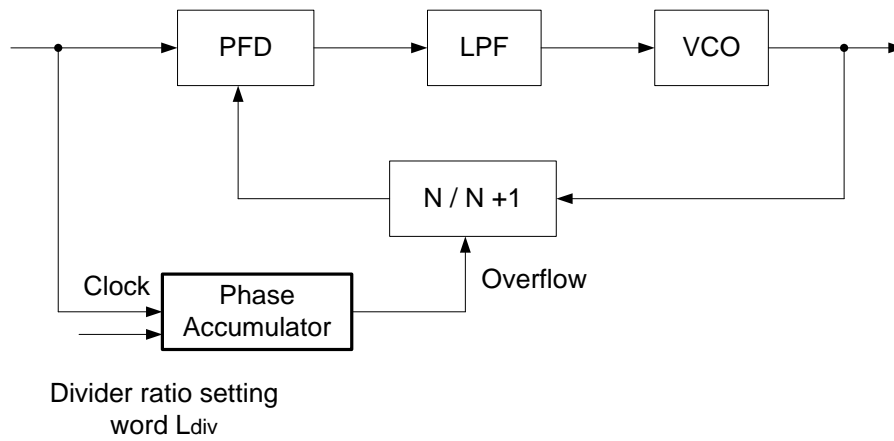 PFD
LPF
VCO
N / N +1
Clock
Phase
Accumulator
Overflow
Divider ratio setting
word Ldiv